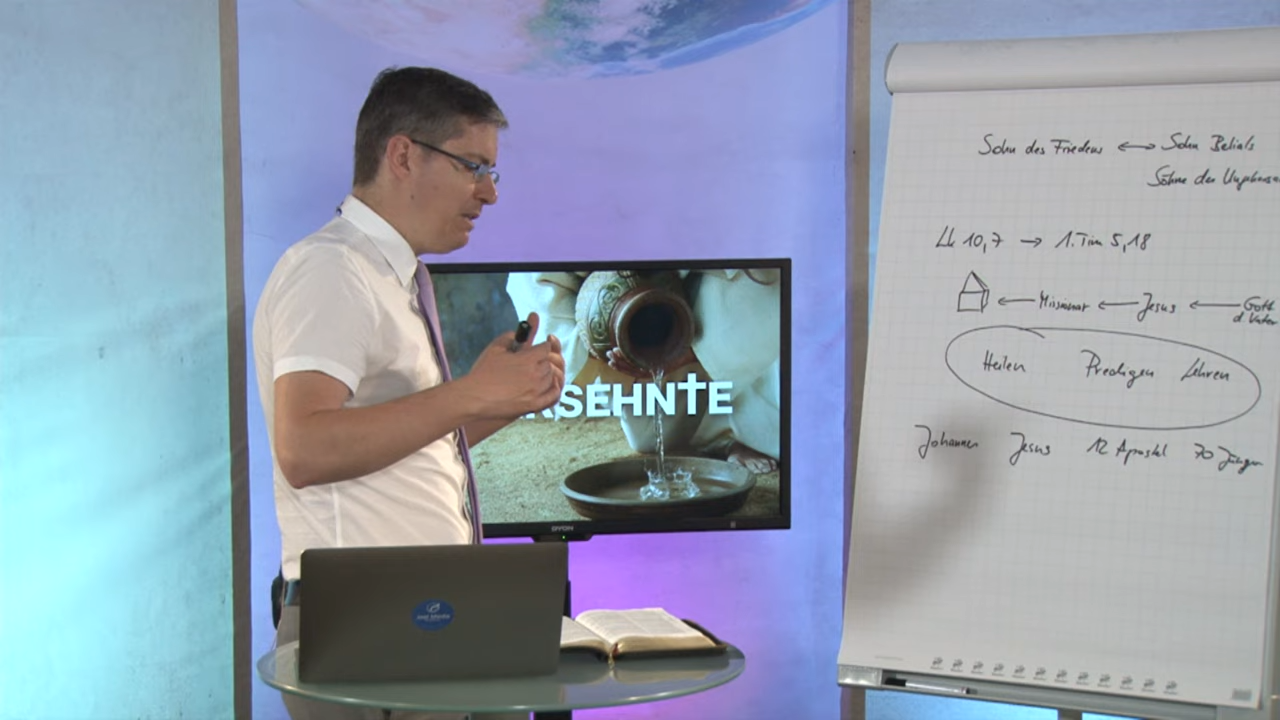 Sohn des Friedens ⟷ Sohn Belials
Söhne des
Lk 10,7 → 1. Tim 5,18
← Missionar ← Jesus ← Gott
d. Vater
Heilen Predigen Lehren
Johannes Jesus 12 Apostel 70 Jünger
SEHNTE
DYON